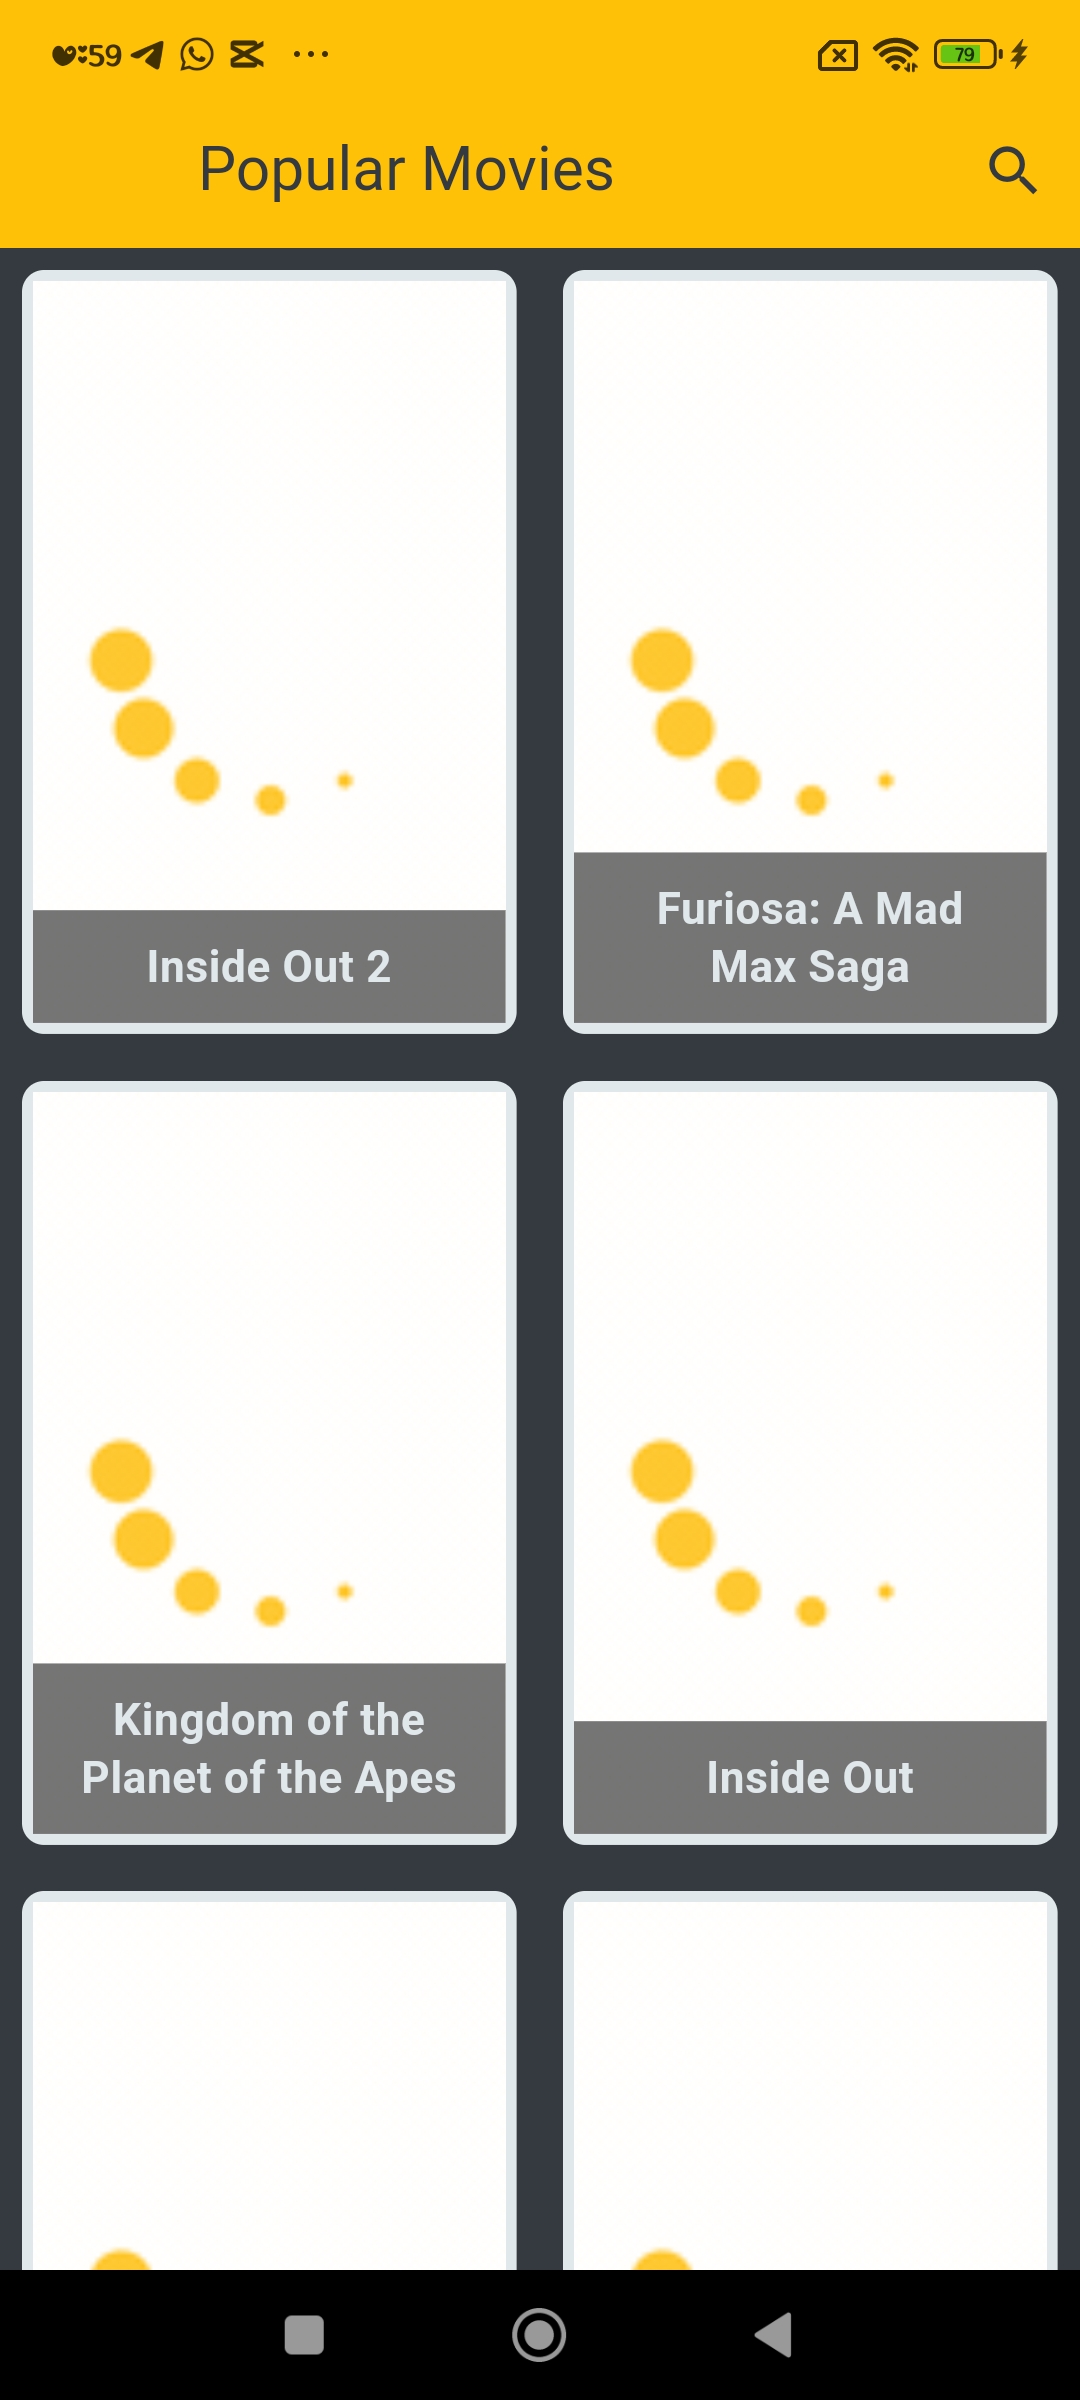 :59
79
Popular Movies
Inside Out 2
Furiosa: A Mad
Max Saga
Kingdom of the
Planet of the Apes
Inside Out